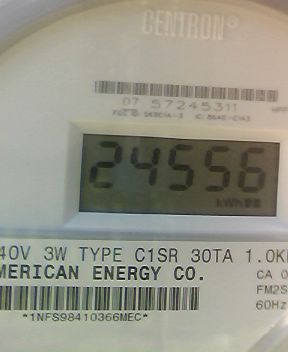 CENTRON®
07 57245311
24556
kWh
40V 3W TYPE C1SR 30TA 1.0K
MERICAN ENERGY CO.
CA 0
FM2S
60Hz
*1NFS98410366MEC*